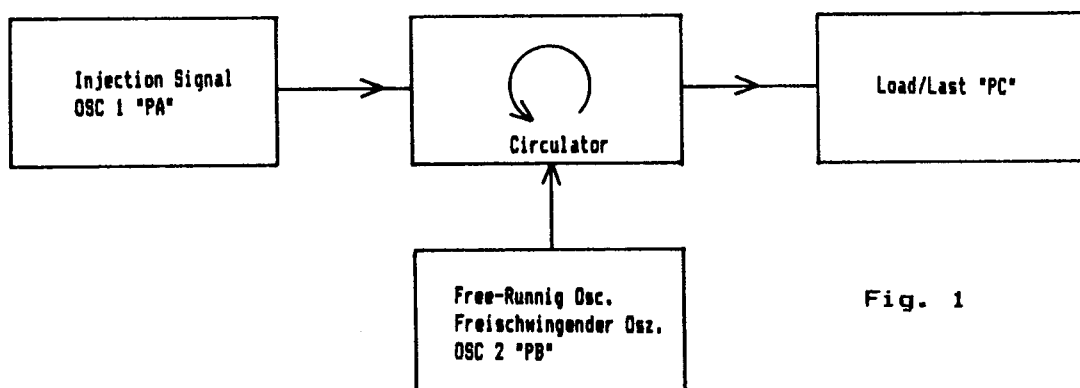 Injection Signal
OSC 1 "PA"
Circulator
Load/Last "PC"
Free-Runnig Osc.
Freischwingender Osz.
OSC 2 "PB"
Fig. 1